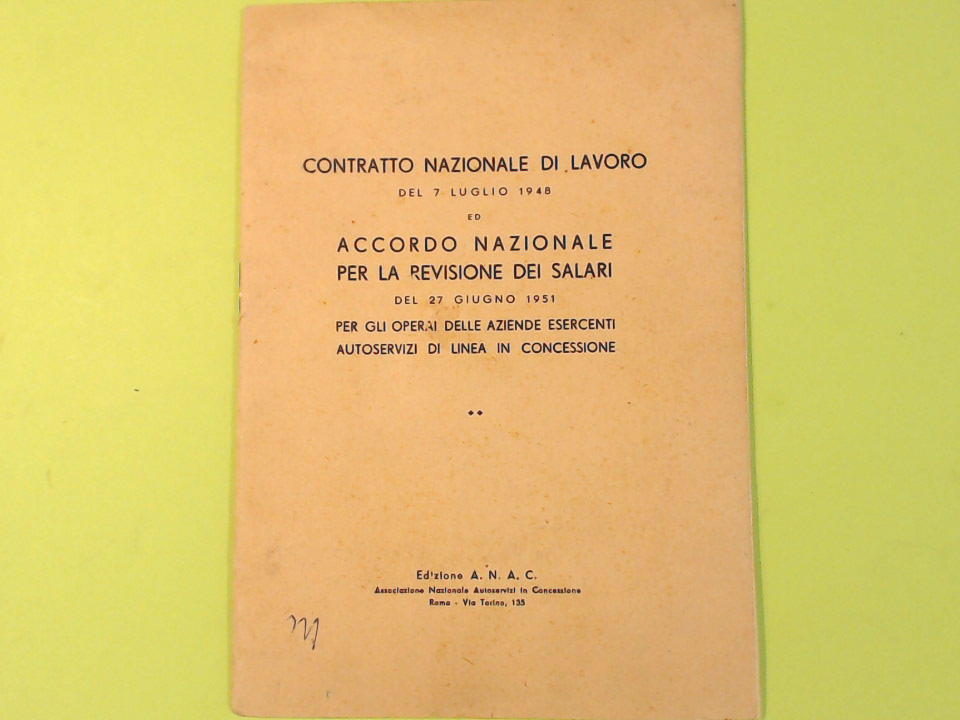 CONTRATTO NAZIONALE DI LAVORO
DEL 7 LUGLIO 1948
ED
ACCORDO NAZIONALE
PER LA REVISIONE DEI SALARI
DEL 27 GIUGNO 1951
PER GLI OPERAI DELLE AZIENDE ESERCENTI
AUTOSERVIZI DI LINEA IN CONCESSIONE
Edizione A. N. A. C.
Associazione Nazionale Autoservizi in Concessione
Roma - Via Torino, 135